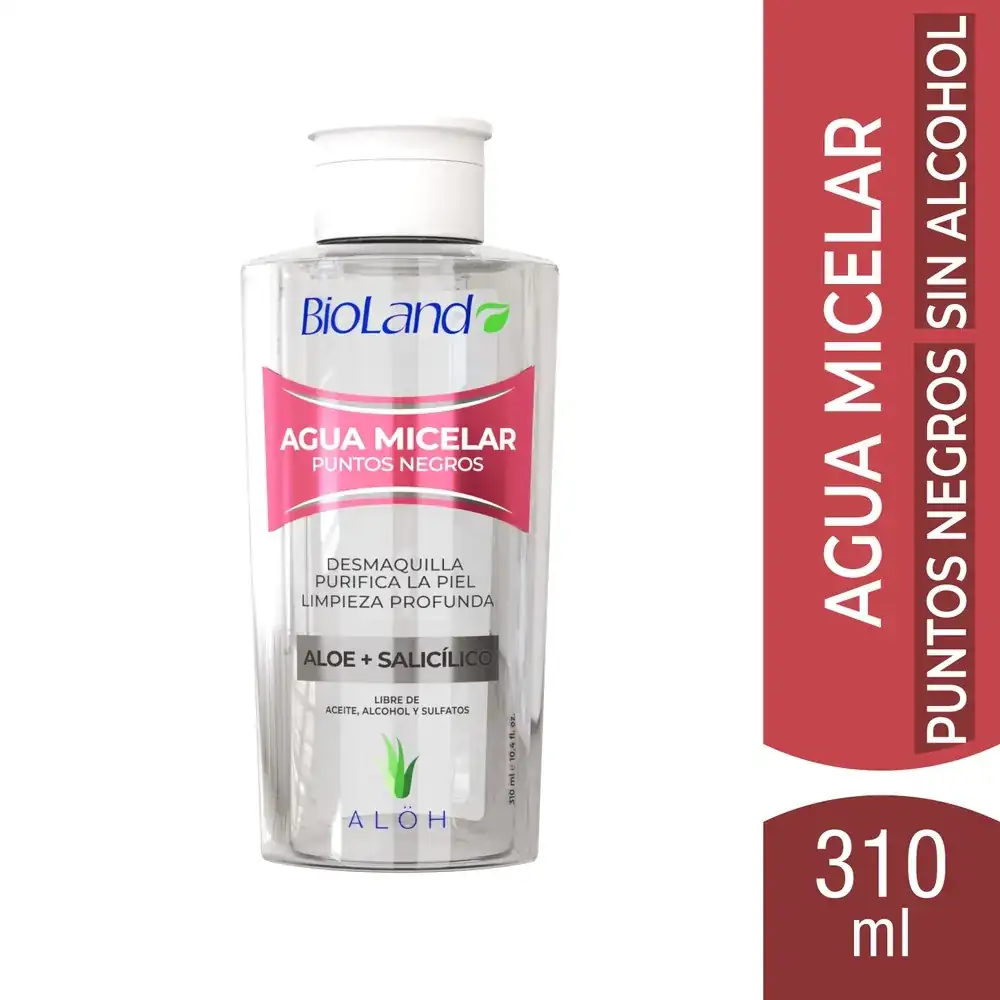 BioLand
AGUA MICELAR
PUNTOS NEGROS
DESMAQUILLA
PURIFICA LA PIEL
LIMPIEZA PROFUNDA
ALOE + SALICÍLICO
LIBRE DE
ACEITE, ALCOHOL Y SULFATOS
310 ml e 10.4 fl. oz.
ALÖH
AGUA MICELAR
PUNTOS NEGROS SIN ALCOHOL
310
ml